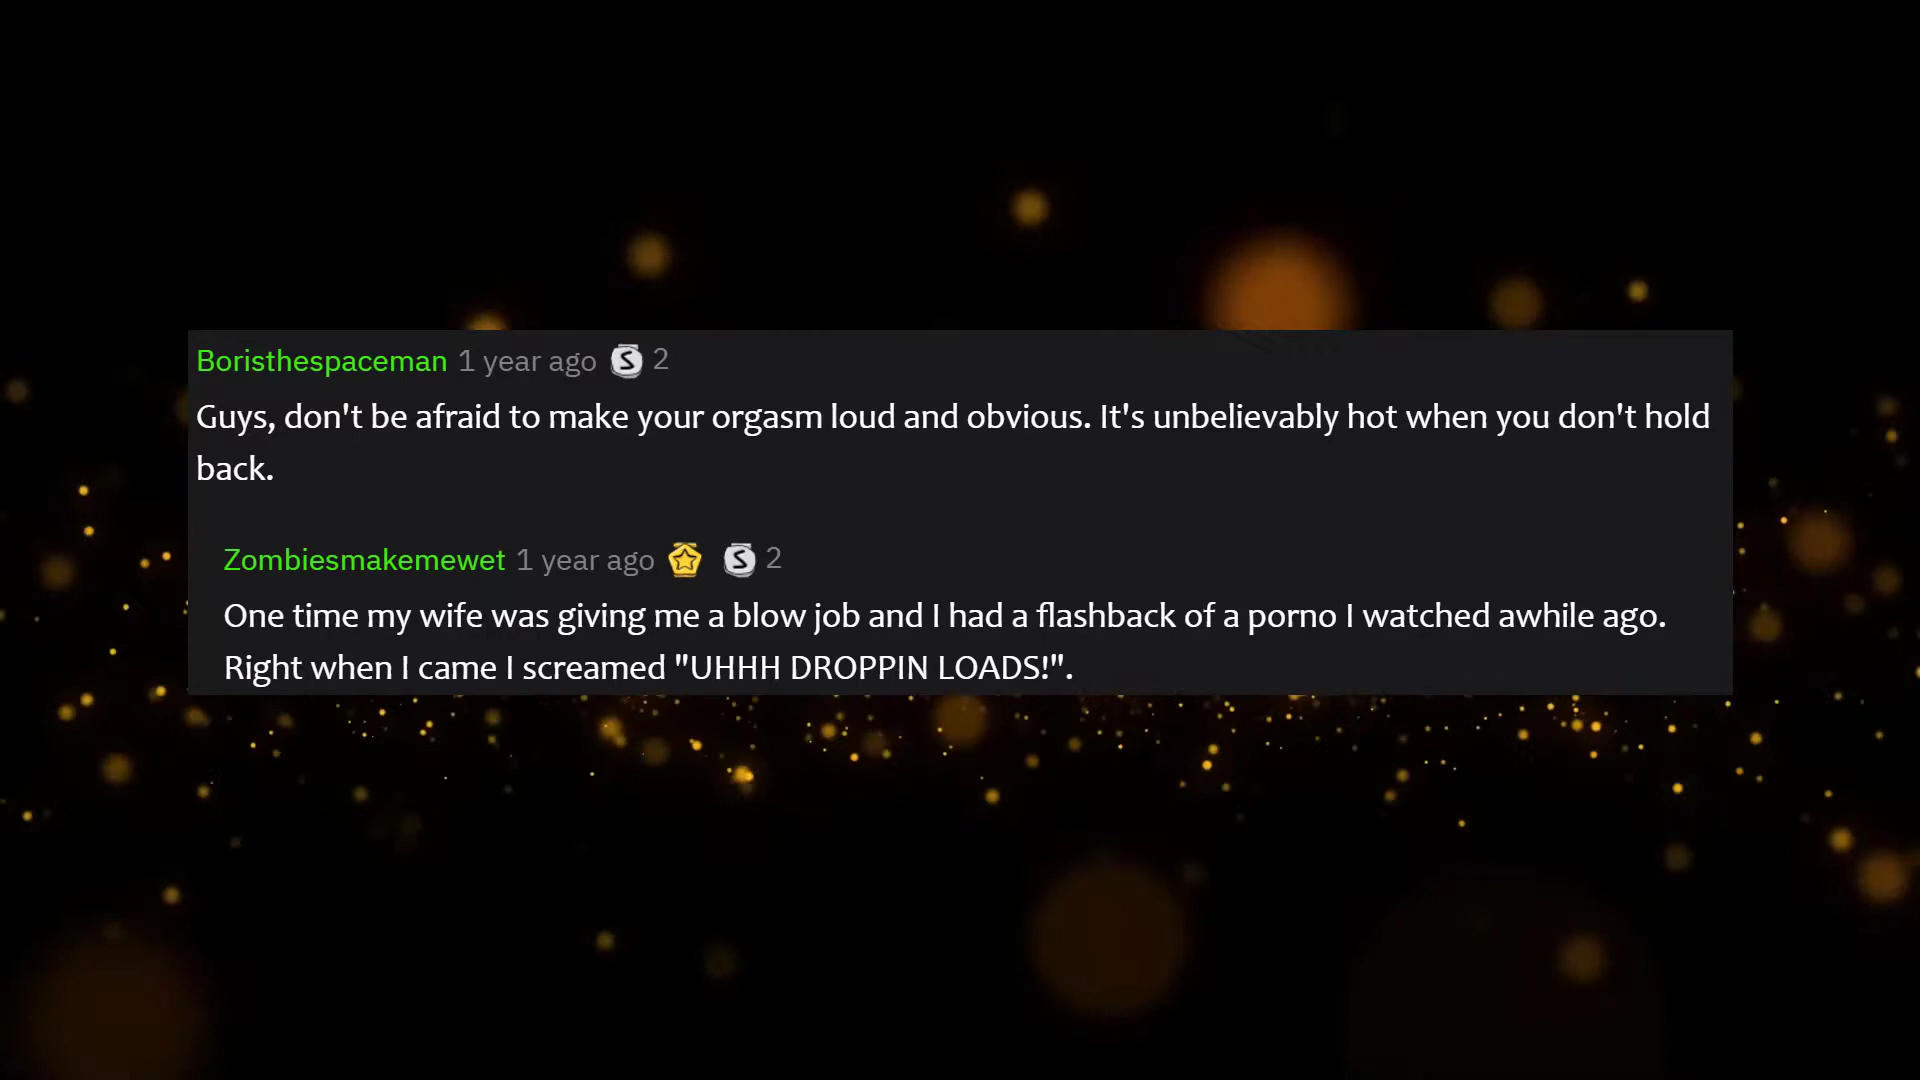 Boristhespaceman 1 year ago S 2
Guys, don't be afraid to make your orgasm loud and obvious. It's unbelievably hot when you don't hold
back.
Zombiesmakemewet 1 year ago S 2
One time my wife was giving me a blow job and I had a flashback of a porno I watched awhile ago.
Right when I came I screamed "UHHH DROPPIN LOADS!".